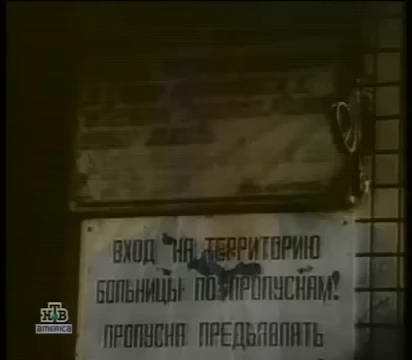 ВХОД НА ТЕРРИТОРИЮ
БОЛЬНИЦЫ ПО ПРОПУСКАМ!
ПРОПУСКА ПРЕДЪЯВЛЯТЬ
НТВ
AMERICA